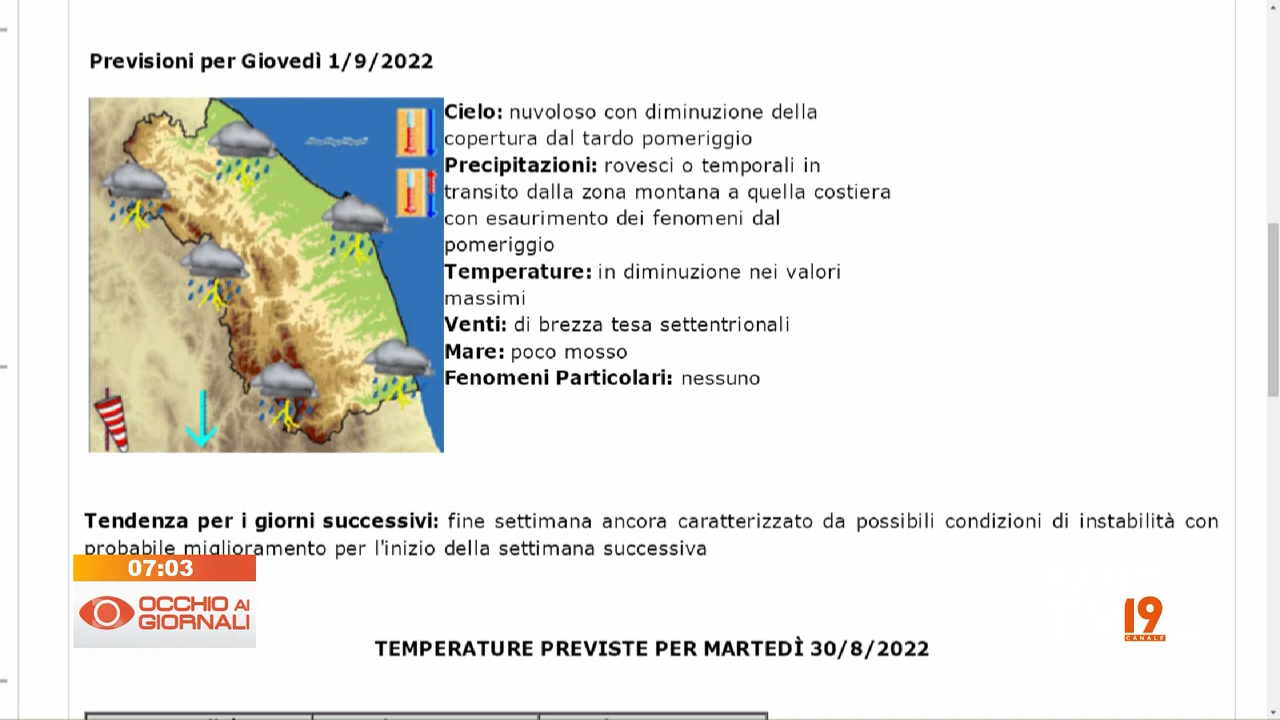 Previsioni per Giovedì 1/9/2022
Cielo: nuvoloso con diminuzione della
copertura dal tardo pomeriggio
Precipitazioni: rovesci o temporali in
transito dalla zona montana a quella costiera
con esaurimento dei fenomeni dal
pomeriggio
Temperature: in diminuzione nei valori
massimi
Venti: di brezza tesa settentrionali
Mare: poco mosso
Fenomeni Particolari: nessuno
Tendenza per i giorni successivi: fine settimana ancora caratterizzato da possibili condizioni di instabilità con
probabile miglioramento per l'inizio della settimana successiva
07:03
OCCHIO AI
GIORNALI
19
CANALE
TEMPERATURE PREVISTE PER MARTEDÌ 30/8/2022